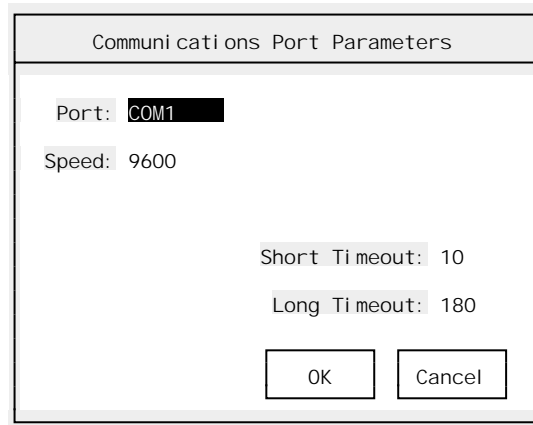 Communications Port Parameters
Port: COM1
Speed: 9600
Short Timeout: 10
Long Timeout: 180
OK Cancel